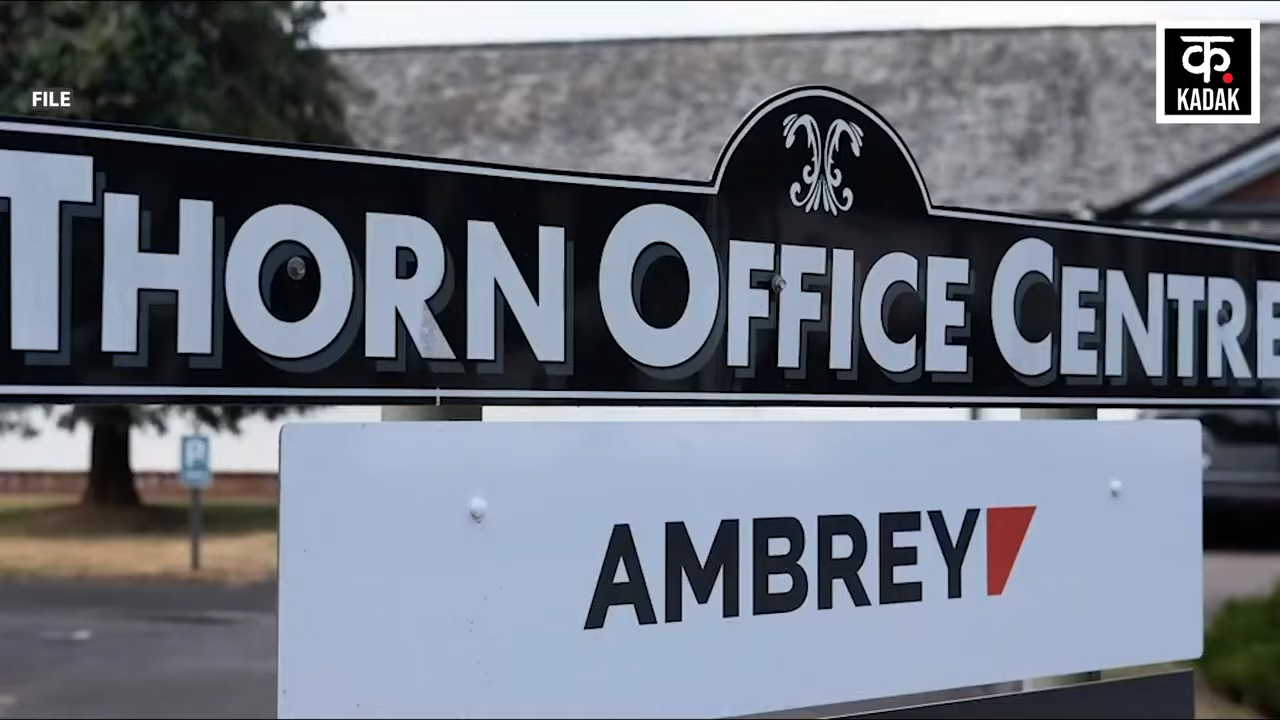 FILE
क.
KADAK
THORN OFFICE CENTRE
AMBREY
P